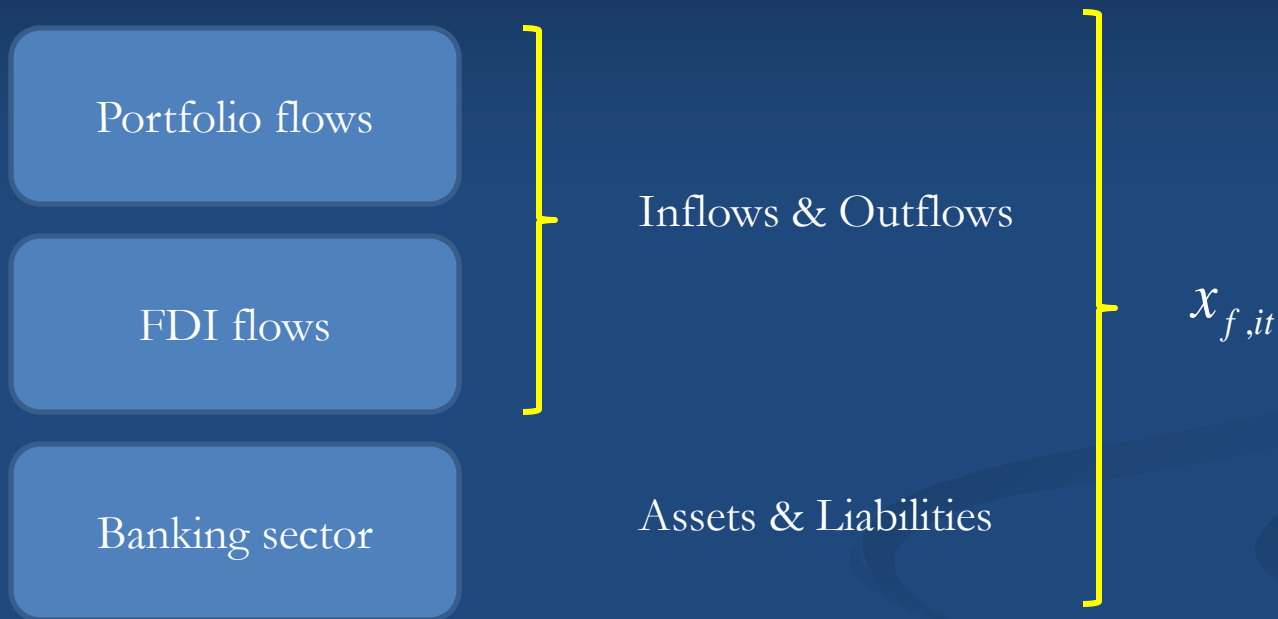 Portfolio flows
Inflows & Outflows
FDI flows
x_{f,it}
Banking sector
Assets & Liabilities